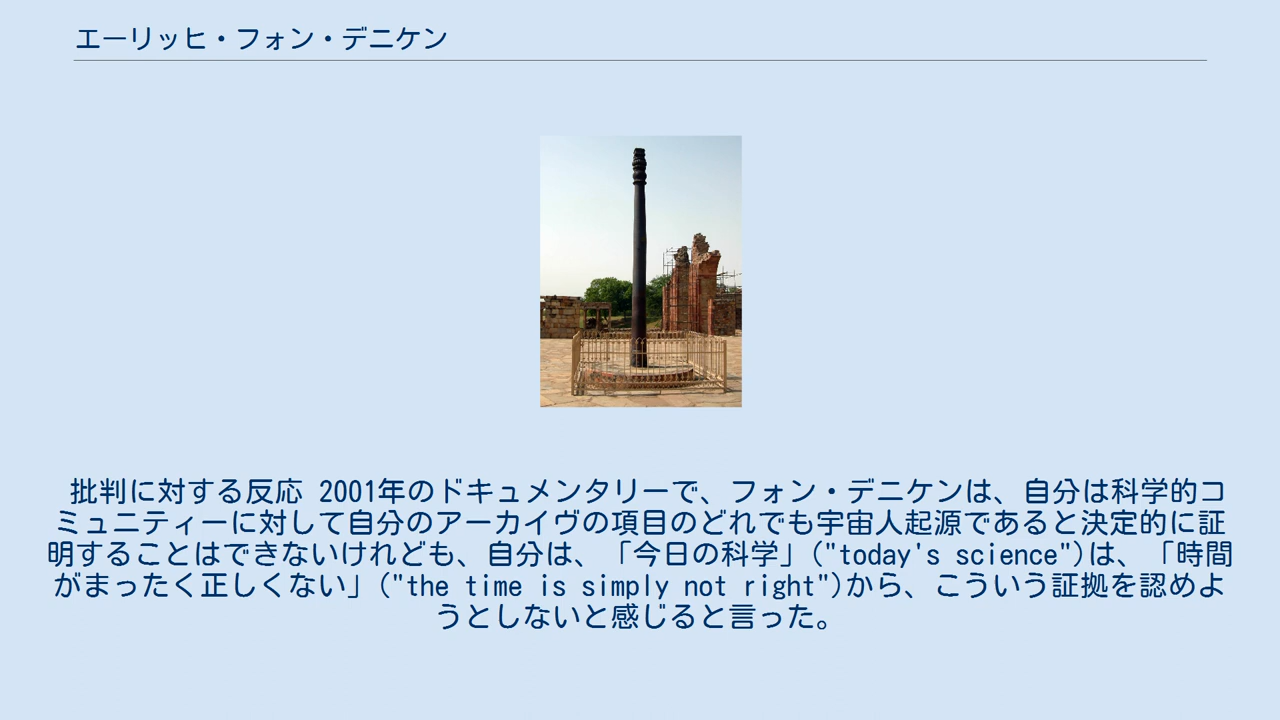 エーリッヒ・フォン・デニケン
批判に対する反応 2001年のドキュメンタリーで、フォン・デニケンは、自分は科学的コ
ミュニティーに対して自分のアーカイヴの項目のどれでも宇宙人起源であると決定的に証
明することはできないけれども、自分は、「今日の科学」("today's science")は、「時間
がまったく正しくない」("the time is simply not right")から、こういう証拠を認めよ
うとしないと感じると言った。